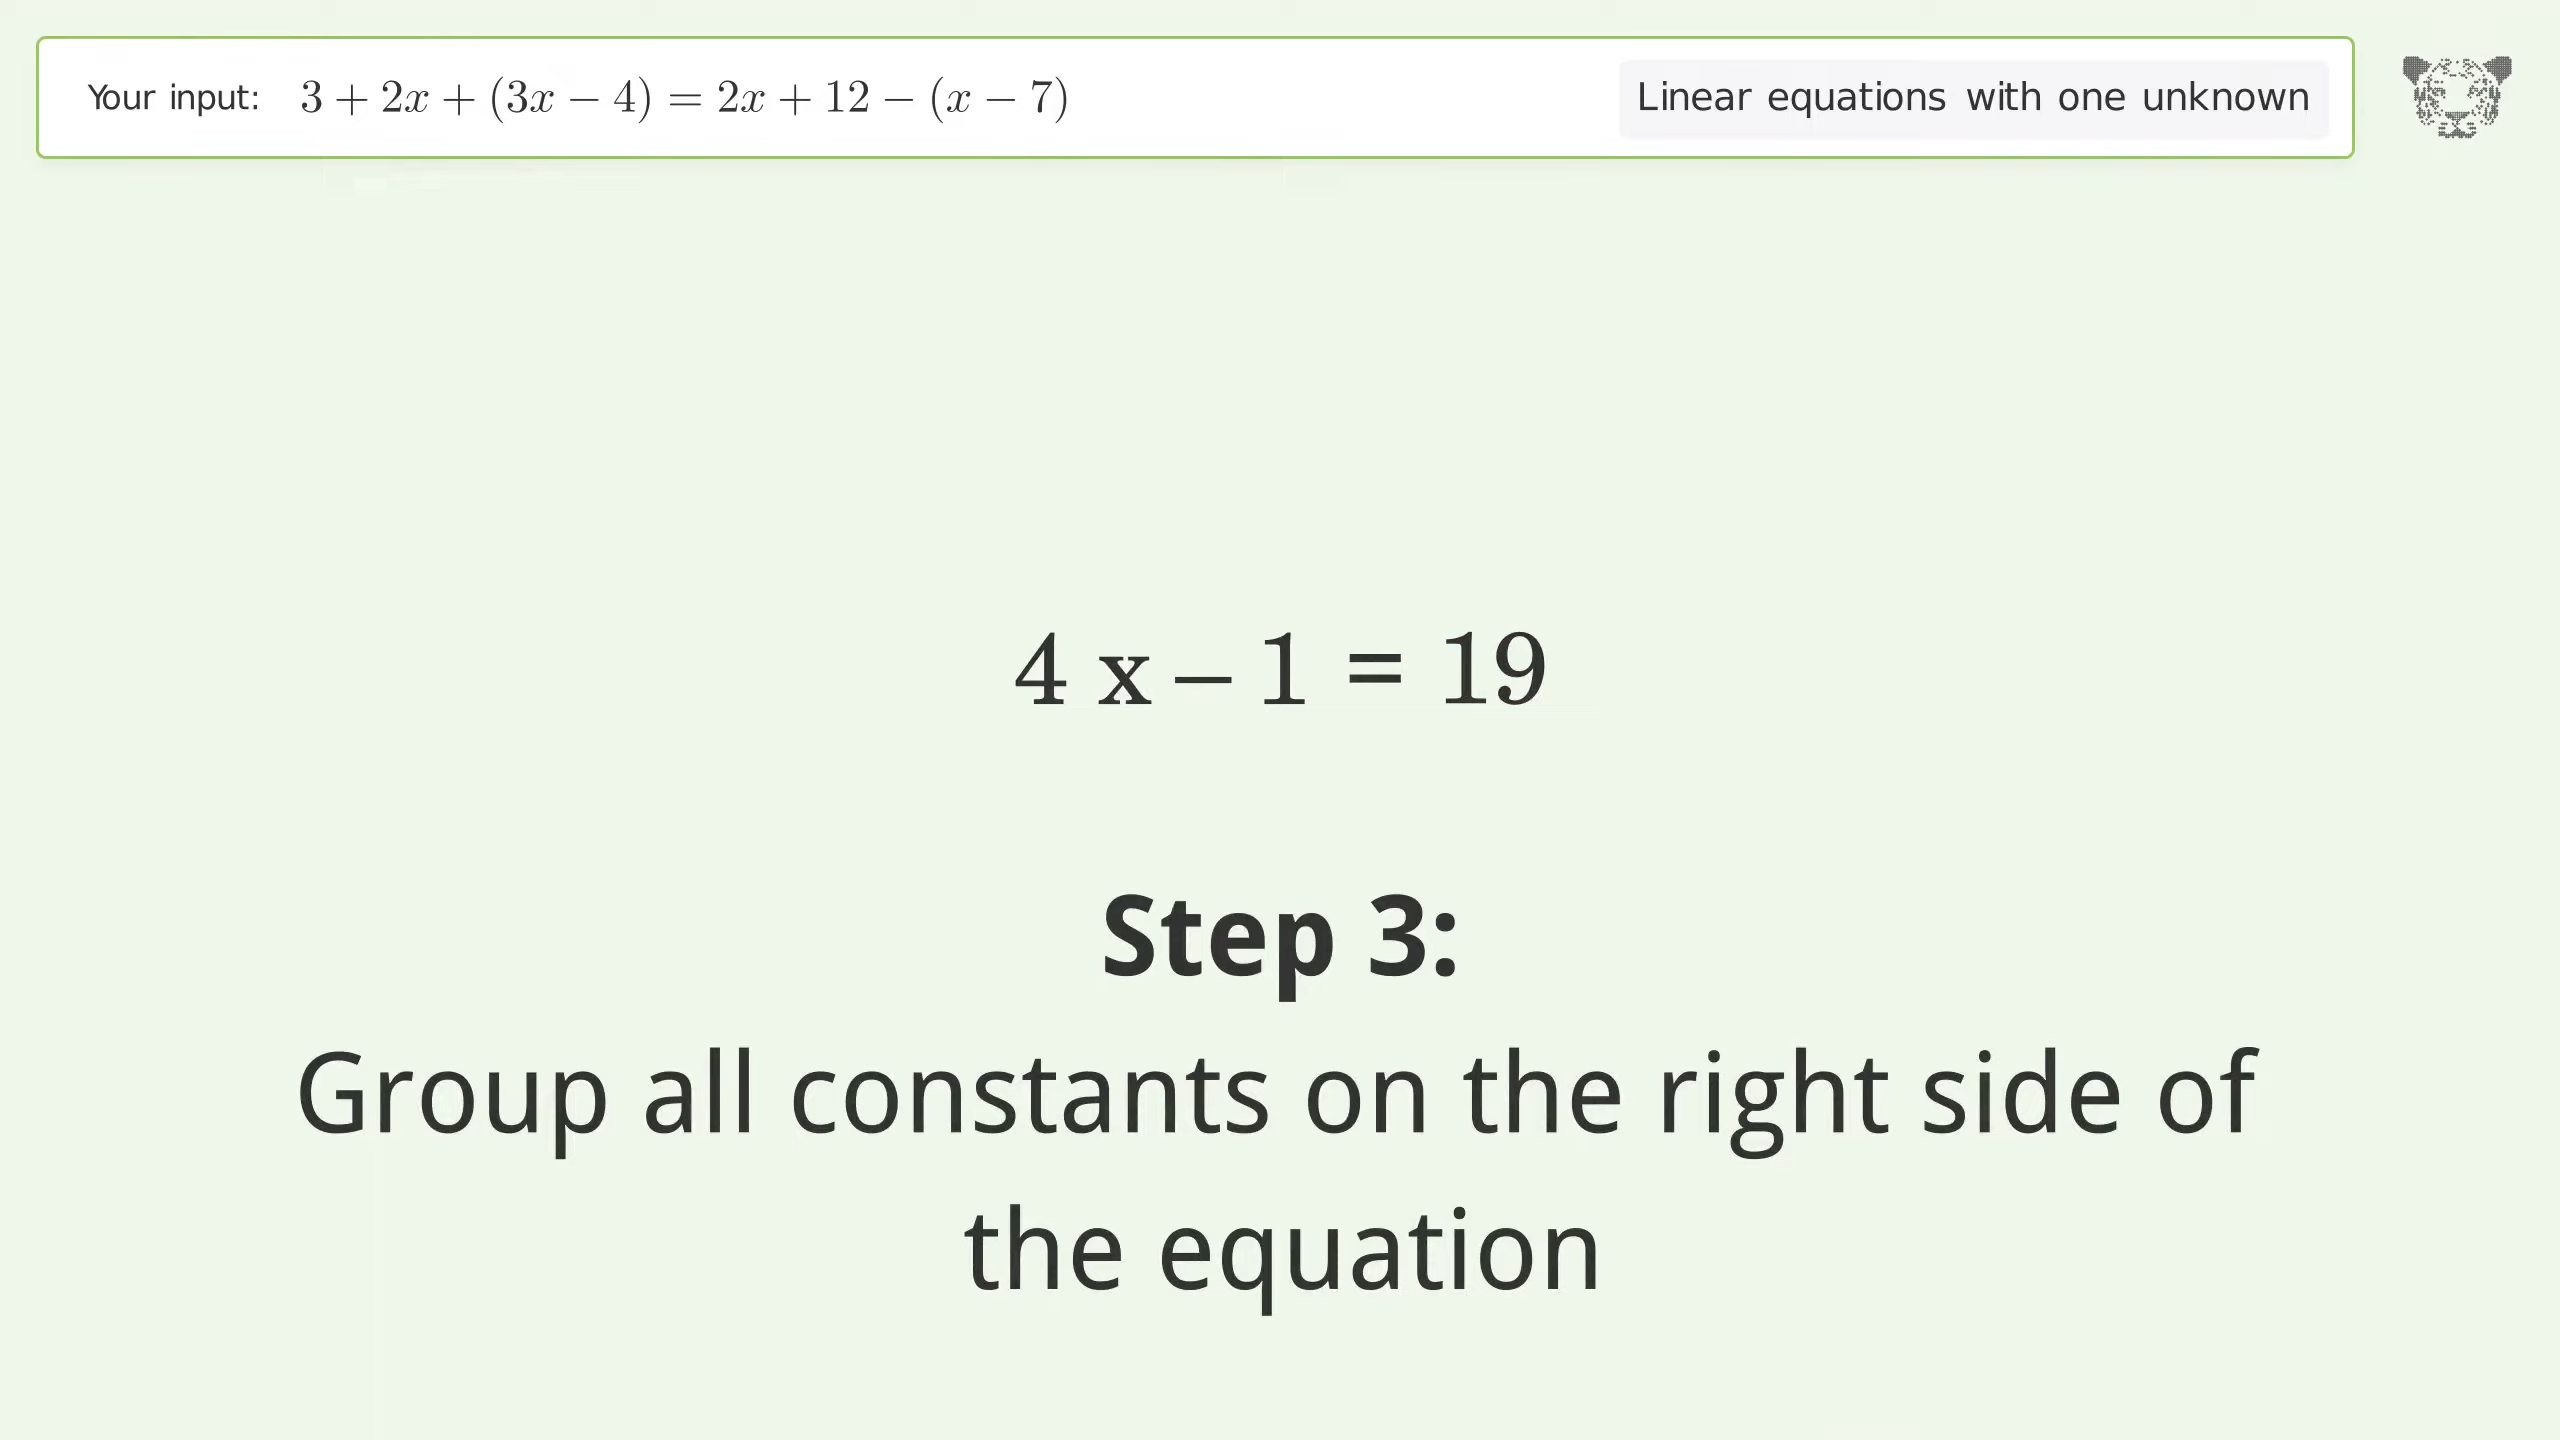 Your input: 3 + 2x + (3x − 4) = 2x + 12 − (x − 7)
Linear equations with one unknown
4 x – 1 = 19
Step 3:
Group all constants on the right side of
the equation